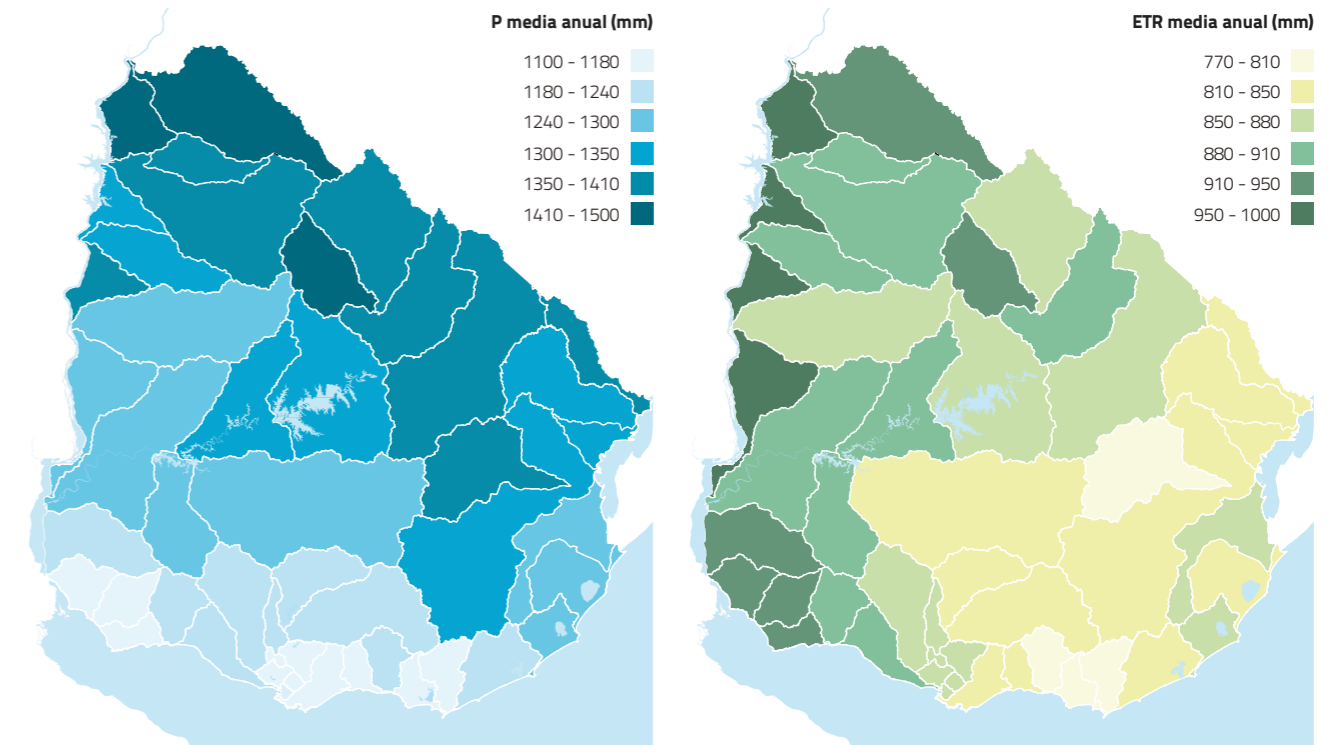 P media anual (mm)
1100 - 1180
1180 - 1240
1240 - 1300
1300 - 1350
1350 - 1410
1410 - 1500
ETR media anual (mm)
770 - 810
810 - 850
850 - 880
880 - 910
910 - 950
950 - 1000